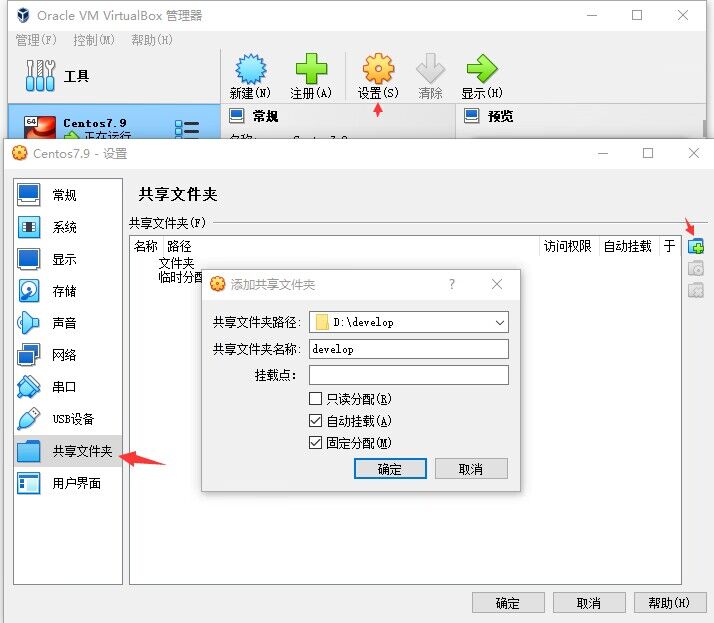 Oracle VM VirtualBox 管理器
管理(F) 控制(M) 帮助(H)
工具
新建(N) 注册(A) 设置(S) 清除 显示(H)
64
Centos7.9
正在运行
常规
预览
Centos7.9 - 设置
常规
系统
显示
存储
声音
网络
串口
USB设备
共享文件夹
用户界面
共享文件夹
共享文件夹(F)
名称 路径 访问权限 自动挂载 于
文件夹
临时分配
添加共享文件夹 ?
共享文件夹路径: D:\develop
共享文件夹名称: develop
挂载点:
只读分配(R)
自动挂载(A)
固定分配(M)
确定 取消
确定 取消 帮助(H)